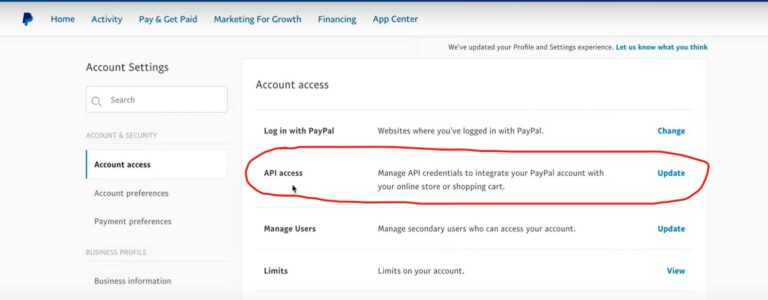 Home Activity Pay & Get Paid Marketing For Growth Financing App Center
We've updated your Profile and Settings experience. Let us know what you think
Account Settings
Search
ACCOUNT & SECURITY
Account access
Account preferences
Payment preferences
BUSINESS PROFILE
Business information
Account access
Log in with PayPal Websites where you've logged in with PayPal. Change
API access Manage API credentials to integrate your PayPal account with Update
your online store or shopping cart.
Manage Users Manage secondary users who can access your account. Update
Limits Limits on your account. View